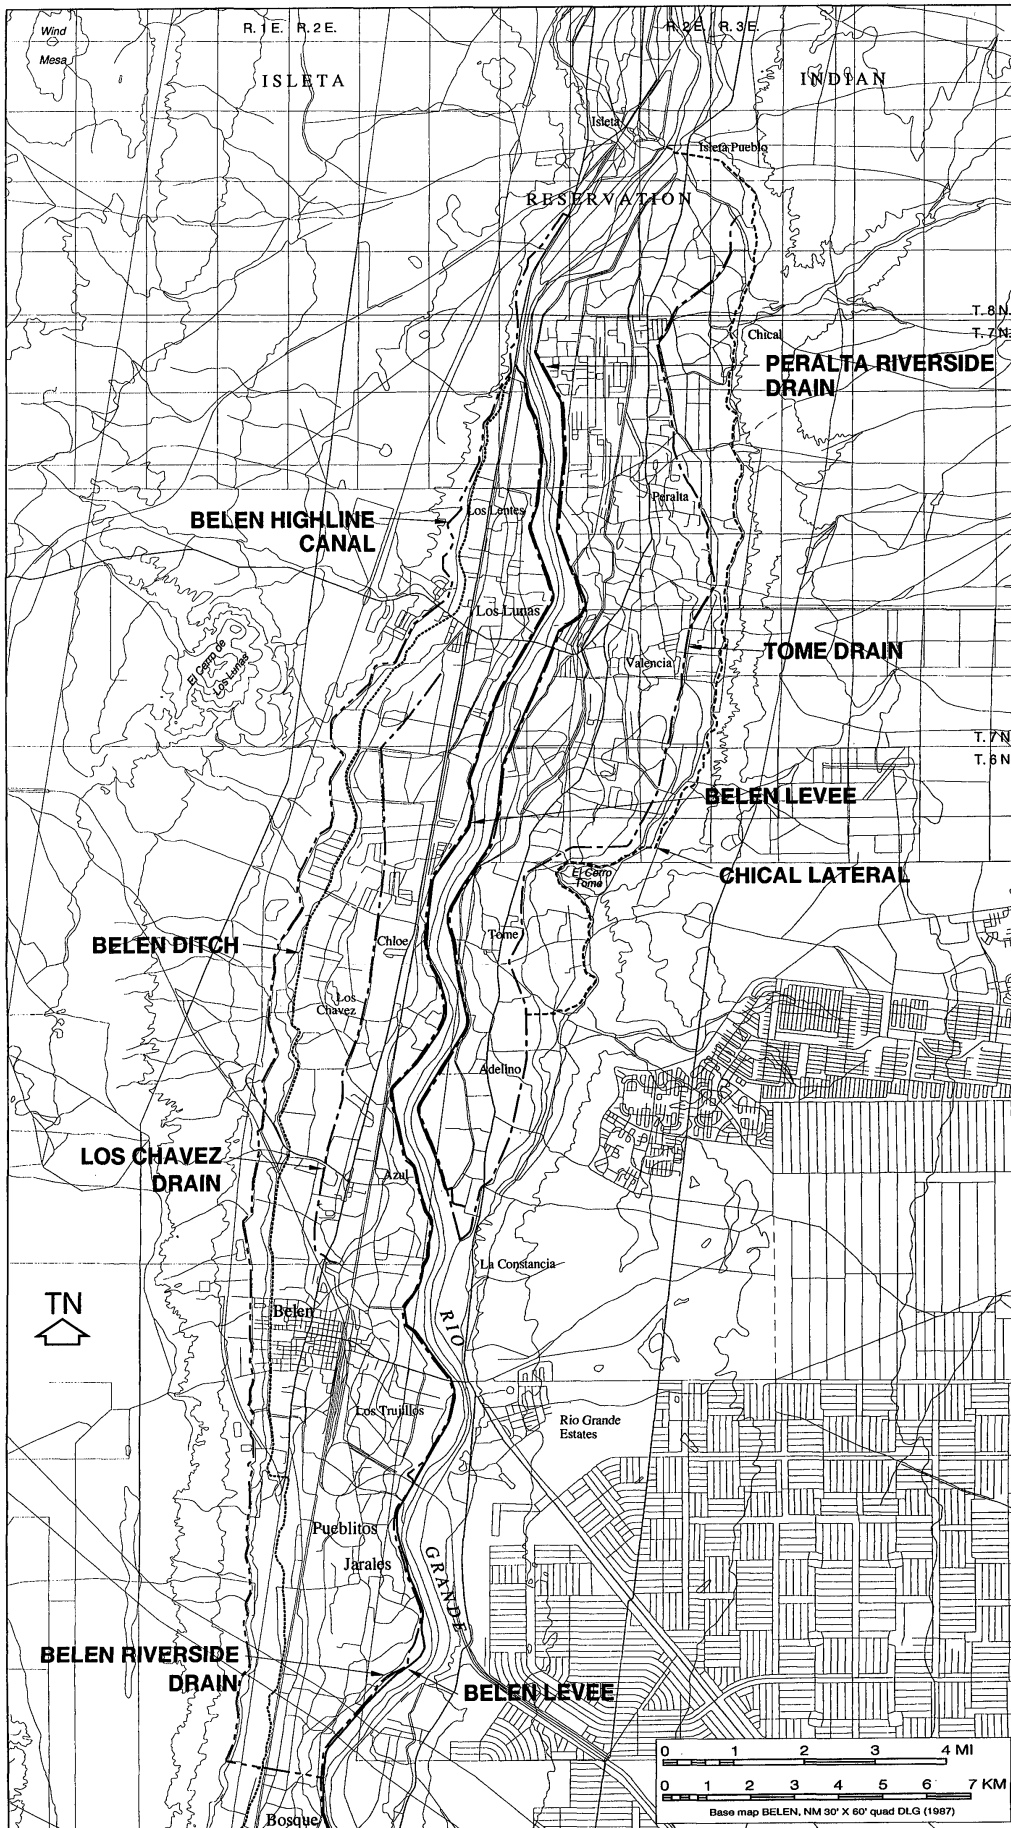 Wind
Mesa
R. 1 E. R. 2 E.
R. 2 E. R. 3 E.
ISLETA
INDIAN
Isleta
Isleta Pueblo
RESERVATION
T. 8 N.
T. 7 N.
Chical
PERALTA RIVERSIDE
DRAIN
Peralta
Los Lentes
BELEN HIGHLINE
CANAL
Los Lunas
El Cerro de
Los Lunas
Valencia
TOME DRAIN
T. 7 N
T. 6 N
BELEN LEVEE
El Cerro
Tome
CHICAL LATERAL
BELEN DITCH
Chloe
Tome
Los
Chavez
Adelino
LOS CHAVEZ
DRAIN
Azul
La Constancia
TN
Belen
RIO
Los Trujillos
Rio Grande
Estates
Pueblitos
Jarales
GRANDE
BELEN RIVERSIDE
DRAIN
BELEN LEVEE
0 1 2 3 4 MI
0 1 2 3 4 5 6 7 KM
Base map BELEN, NM 30' X 60' quad DLG (1987)
Bosque